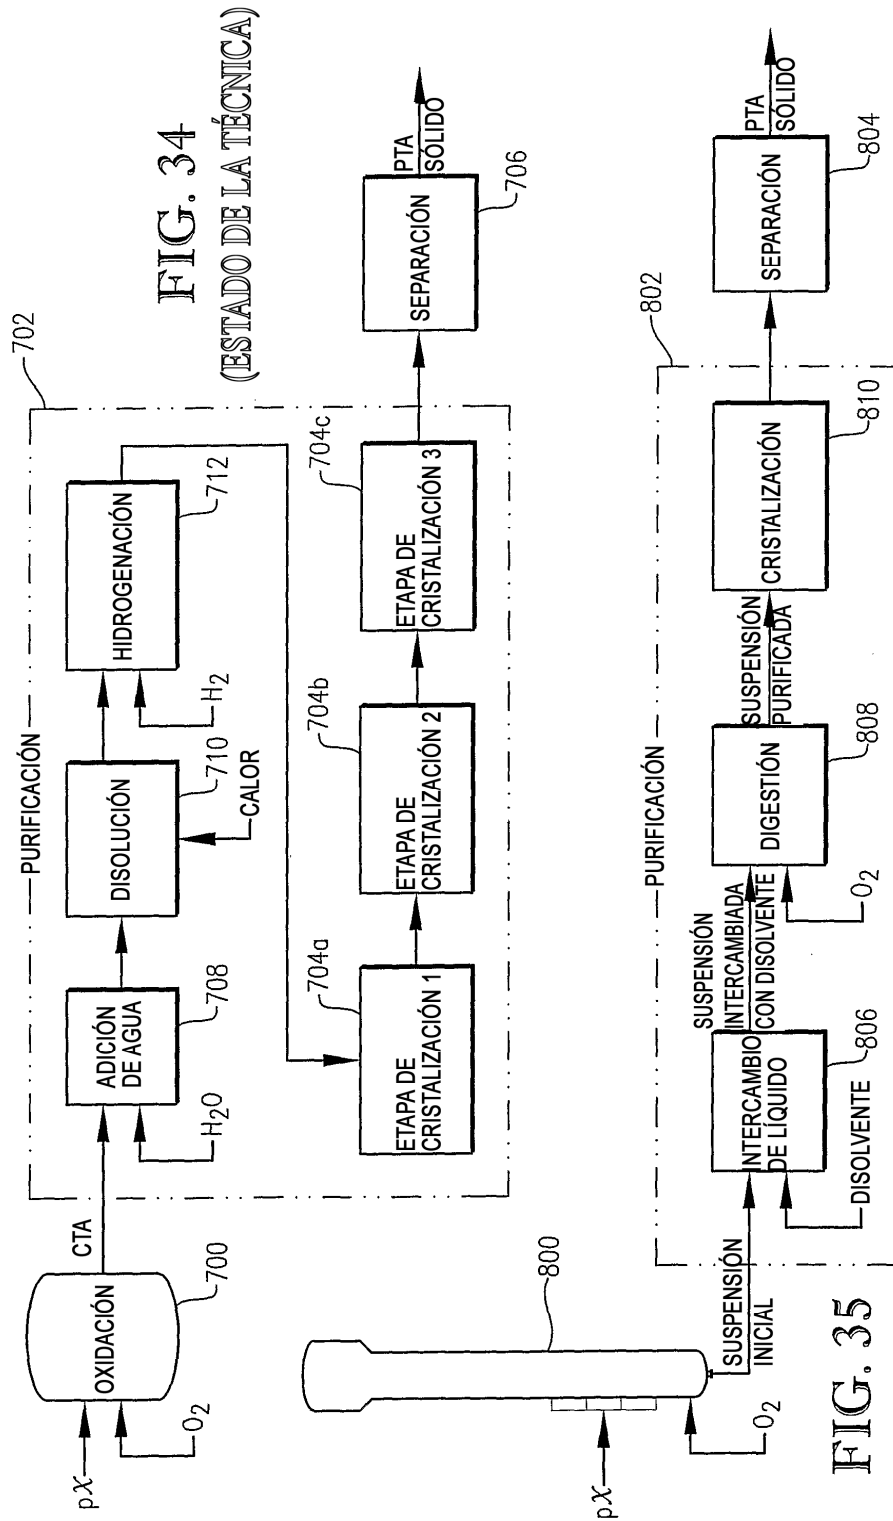 FIG. 34
(ESTADO DE LA TÉCNICA)
pX
O2
OXIDACIÓN
700
CTA
PURIFICACIÓN
702
H2O
ADICIÓN
DE AGUA
708
DISOLUCIÓN
710
CALOR
H2
HIDROGENACIÓN
712
ETAPA DE
CRISTALIZACIÓN 1
704a
ETAPA DE
CRISTALIZACIÓN 2
704b
ETAPA DE
CRISTALIZACIÓN 3
704c
SEPARACIÓN
706
PTA
SÓLIDO
FIG. 35
pX
O2
800
SUSPENSIÓN
INICIAL
PURIFICACIÓN
802
DISOLVENTE
INTERCAMBIO
DE LÍQUIDO
806
SUSPENSIÓN
INTERCAMBIADA
CON DISOLVENTE
O2
DIGESTIÓN
808
SUSPENSIÓN
PURIFICADA
CRISTALIZACIÓN
810
SEPARACIÓN
804
PTA
SÓLIDO